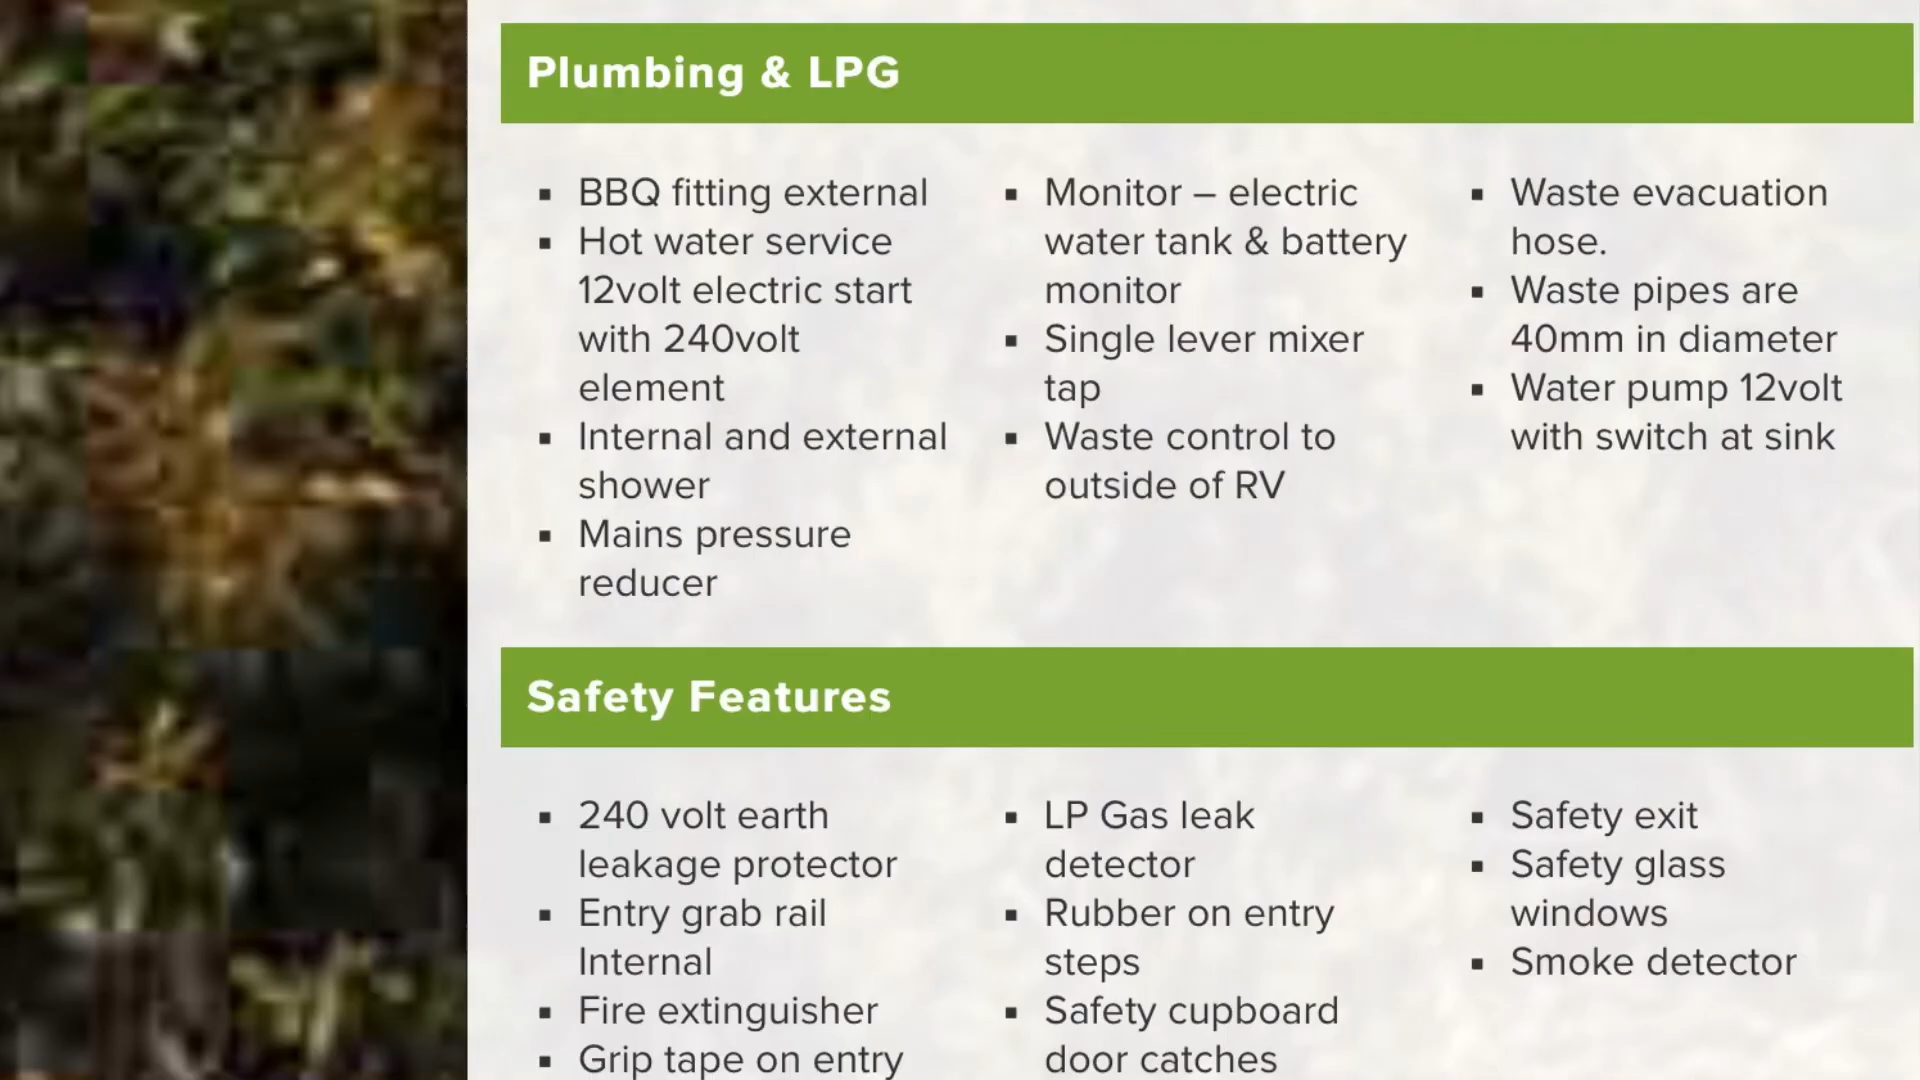 Plumbing & LPG
▪ BBQ fitting external
▪ Hot water service
12volt electric start
with 240volt
element
▪ Internal and external
shower
▪ Mains pressure
reducer
▪ Monitor – electric
water tank & battery
monitor
▪ Single lever mixer
tap
▪ Waste control to
outside of RV
▪ Waste evacuation
hose.
▪ Waste pipes are
40mm in diameter
▪ Water pump 12volt
with switch at sink
Safety Features
▪ 240 volt earth
leakage protector
▪ Entry grab rail
Internal
▪ Fire extinguisher
▪ Grip tape on entry
▪ LP Gas leak
detector
▪ Rubber on entry
steps
▪ Safety cupboard
door catches
▪ Safety exit
▪ Safety glass
windows
▪ Smoke detector